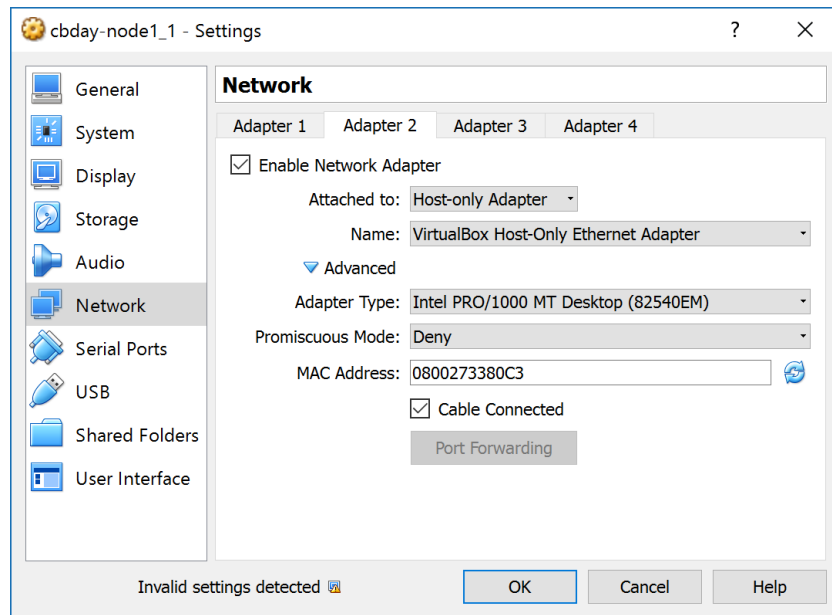 cbday-node1_1 - Settings
?
General
System
Display
Storage
Audio
Network
Serial Ports
USB
Shared Folders
User Interface
Network
Adapter 1 Adapter 2 Adapter 3 Adapter 4
Enable Network Adapter
Attached to: Host-only Adapter
Name: VirtualBox Host-Only Ethernet Adapter
Advanced
Adapter Type: Intel PRO/1000 MT Desktop (82540EM)
Promiscuous Mode: Deny
MAC Address: 0800273380C3
Cable Connected
Port Forwarding
Invalid settings detected
OK Cancel Help